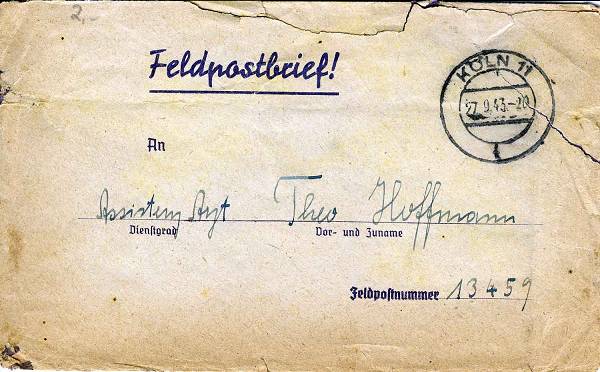 2,-
Feldpostbrief!
KÖLN 11
27.9.43.-20
t
An
Assistenz Arzt Theo Hoffmann
Dienstgrad Vor- und Zuname
Feldpostnummer 13459